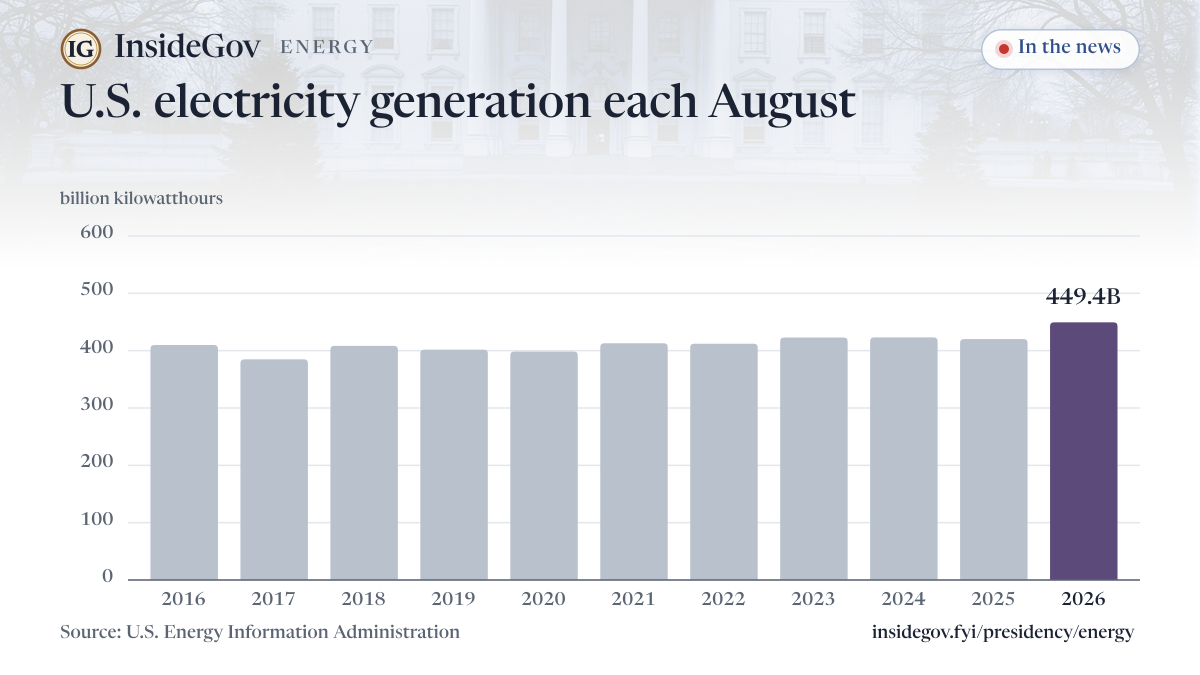 IG InsideGov ENERGY
In the news
U.S. electricity generation each August
billion kilowatthours
600
500
449.4B
400
300
200
100
0
2016 2017 2018 2019 2020 2021 2022 2023 2024 2025 2026
Source: U.S. Energy Information Administration
insidegov.fyi/presidency/energy